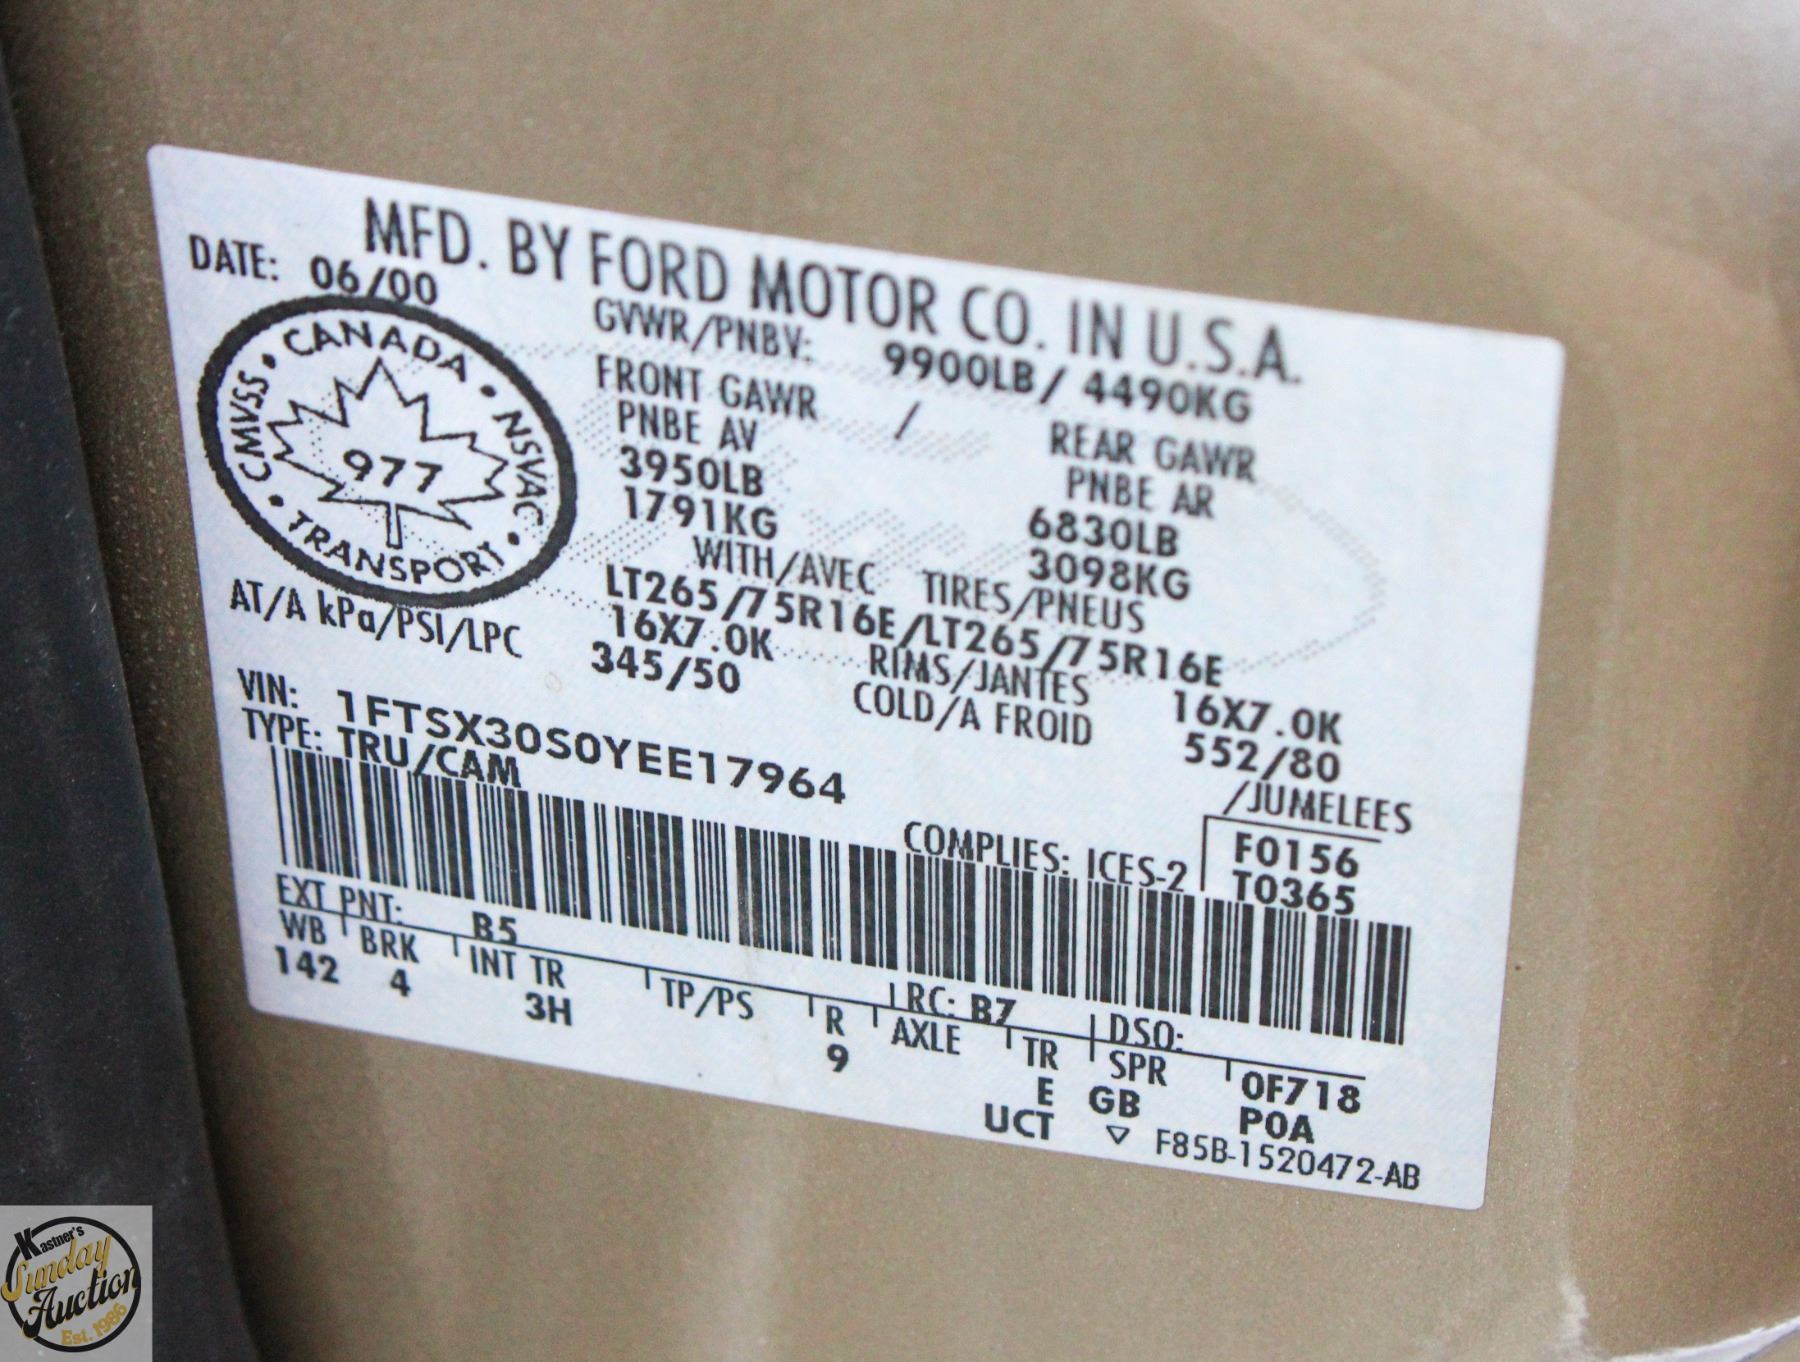 MFD. BY FORD MOTOR CO. IN U.S.A.
DATE: 06/00
GVWR/PNBV: 9900LB / 4490KG
CANADA • NSVAC • TRANSPORT • CMVSS •
977
FRONT GAWR / REAR GAWR
PNBE AV PNBE AR
3950LB 6830LB
1791KG 3098KG
WITH/AVEC TIRES/PNEUS
LT265/75R16E/LT265/75R16E
16X7.0K RIMS/JANTES 16X7.0K
AT/A kPa/PSI/LPC 345/50 COLD/A FROID 552/80
/JUMELEES
VIN: 1FTSX30S0YEE17964
TYPE: TRU/CAM
COMPLIES: ICES-2
F0156
T0365
EXT PNT: B5 RC: B7 DSO:
WB BRK INT TR TP/PS R AXLE TR SPR 0F718
142 4 3H 9 E GB P0A
UCT ▽ F85B-1520472-AB
Kastner's
Sunday
Auction
Est. 1986